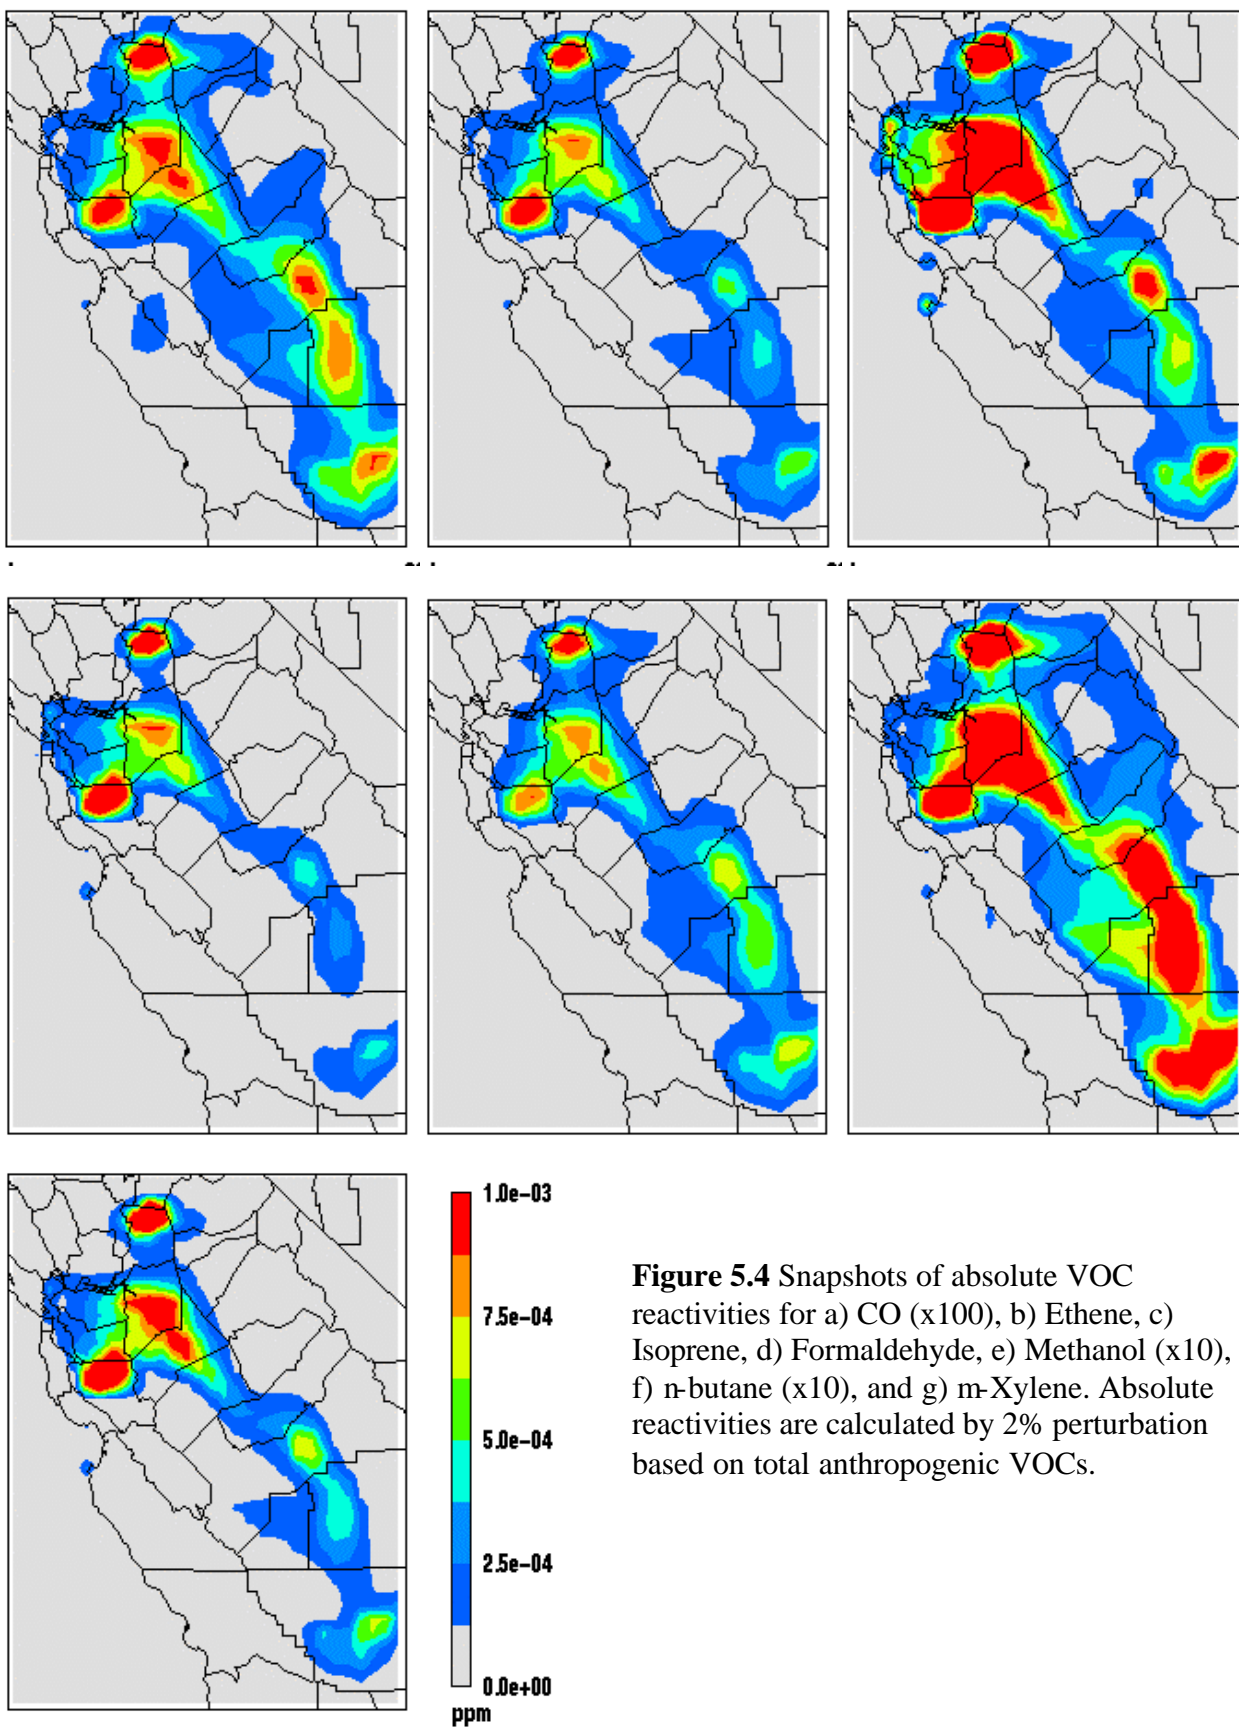 1.0e-03
7.5e-04
5.0e-04
2.5e-04
0.0e+00
ppm
Figure 5.4 Snapshots of absolute VOC
reactivities for a) CO (x100), b) Ethene, c)
Isoprene, d) Formaldehyde, e) Methanol (x10),
f) n-butane (x10), and g) m-Xylene. Absolute
reactivities are calculated by 2% perturbation
based on total anthropogenic VOCs.